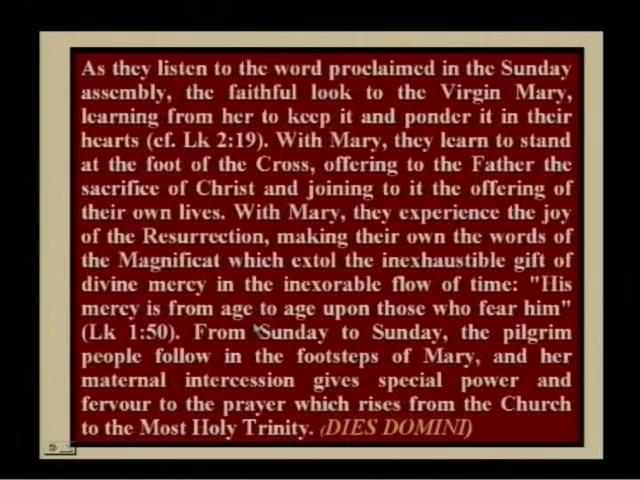 As they listen to the word proclaimed in the Sunday
assembly, the faithful look to the Virgin Mary,
learning from her to keep it and ponder it in their
hearts (cf. Lk 2:19). With Mary, they learn to stand
at the foot of the Cross, offering to the Father the
sacrifice of Christ and joining to it the offering of
their own lives. With Mary, they experience the joy
of the Resurrection, making their own the words of
the Magnificat which extol the inexhaustible gift of
divine mercy in the inexorable flow of time: "His
mercy is from age to age upon those who fear him"
(Lk 1:50). From Sunday to Sunday, the pilgrim
people follow in the footsteps of Mary, and her
maternal intercession gives special power and
fervour to the prayer which rises from the Church
to the Most Holy Trinity. (DIES DOMINI)